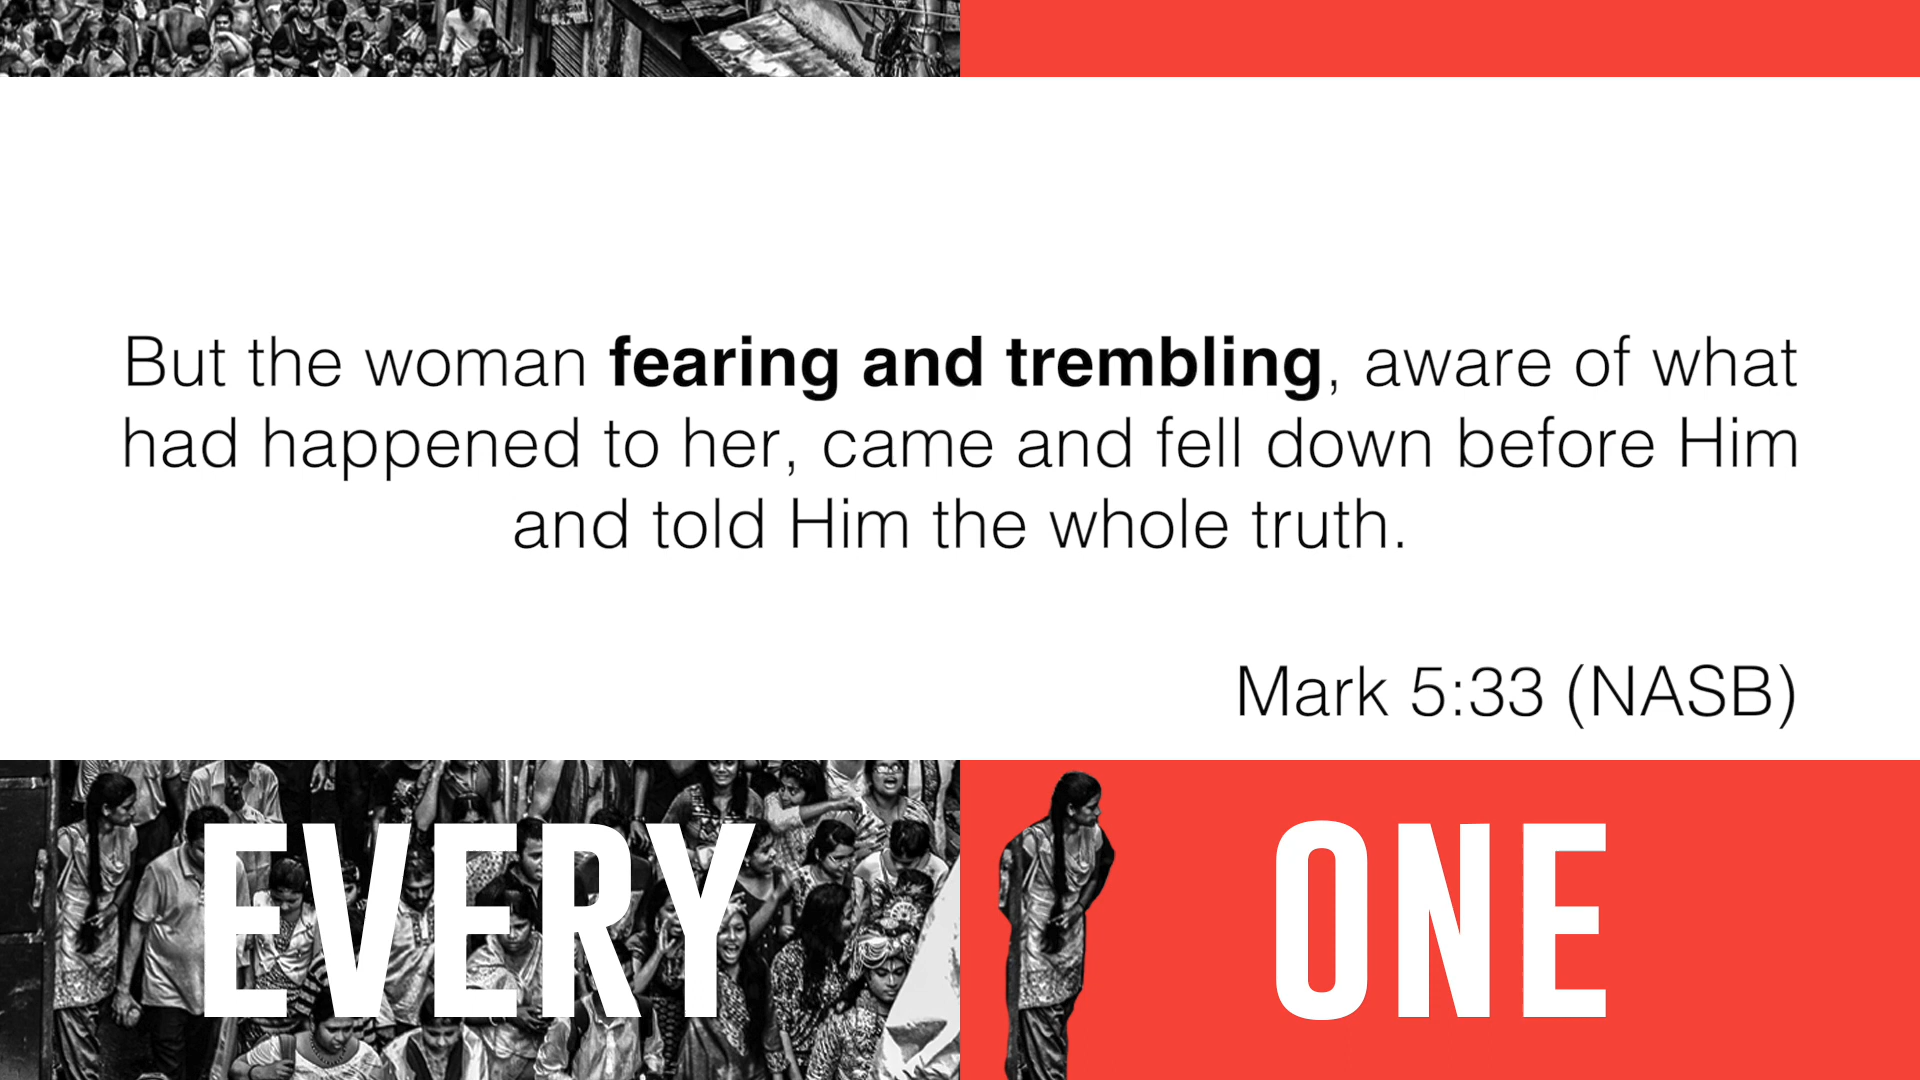 But the woman fearing and trembling, aware of what
had happened to her, came and fell down before Him
and told Him the whole truth.
Mark 5:33 (NASB)
EVERY ONE